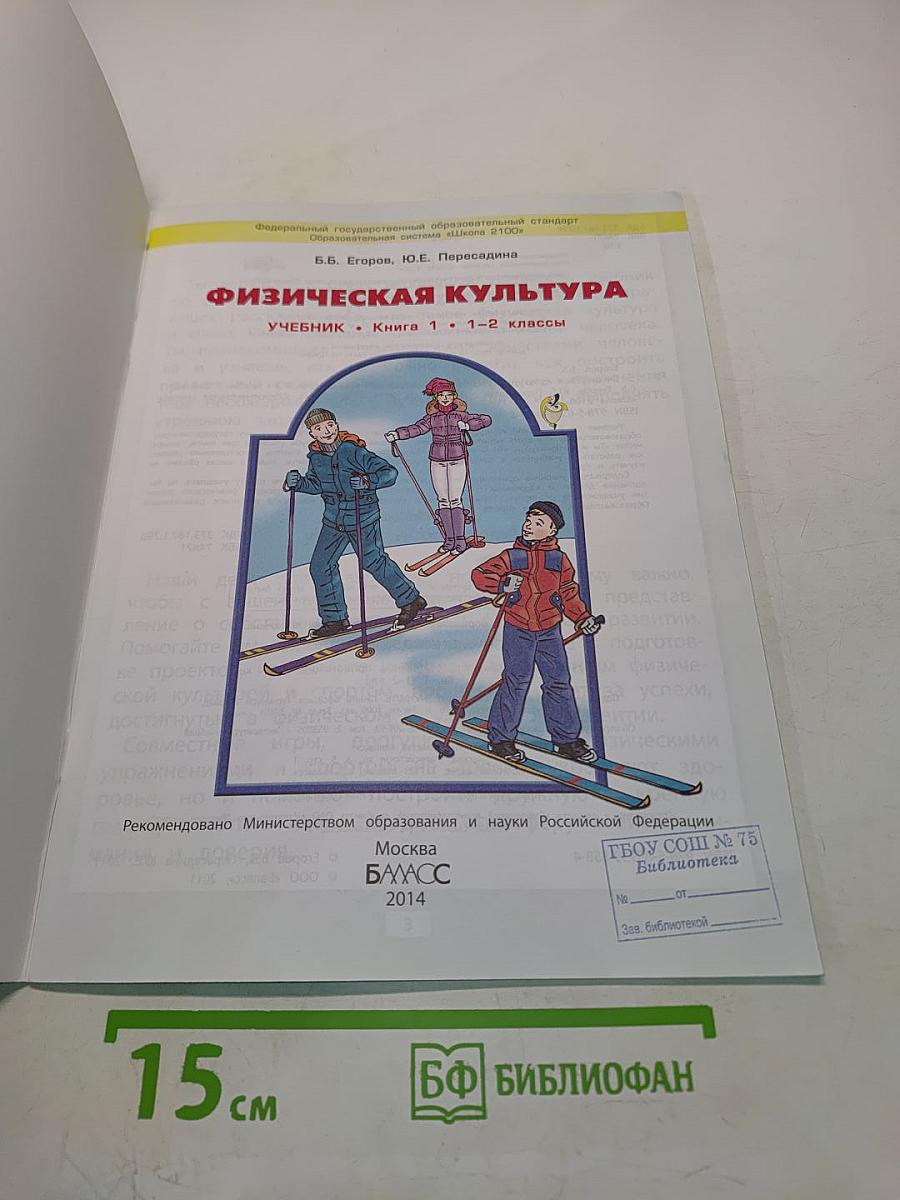 Федеральный государственный образовательный стандарт
Образовательная система «Школа 2100»
Б.Б. Егоров, Ю.Е. Пересадина
ФИЗИЧЕСКАЯ КУЛЬТУРА
УЧЕБНИК • Книга 1 • 1–2 классы
Рекомендовано Министерством образования и науки Российской Федерации
Москва
БАЛАСС
2014
ГБОУ СОШ № 75
Библиотека
№ от
Зав. библиотекой
15 см
БФ БИБЛИОФАН